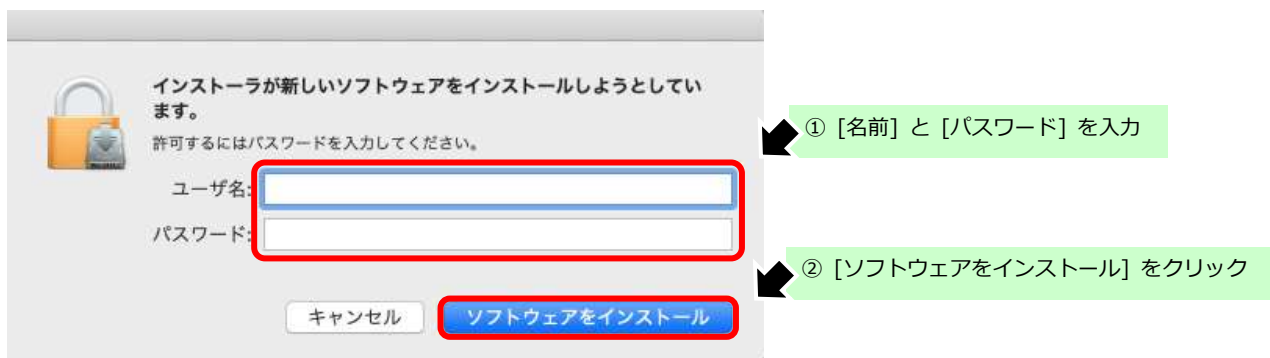 インストーラが新しいソフトウェアをインストールしようとしてい
ます。
許可するにはパスワードを入力してください。
ユーザ名:
パスワード:
キャンセル
ソフトウェアをインストール
① [名前] と [パスワード] を入力
② [ソフトウェアをインストール] をクリック